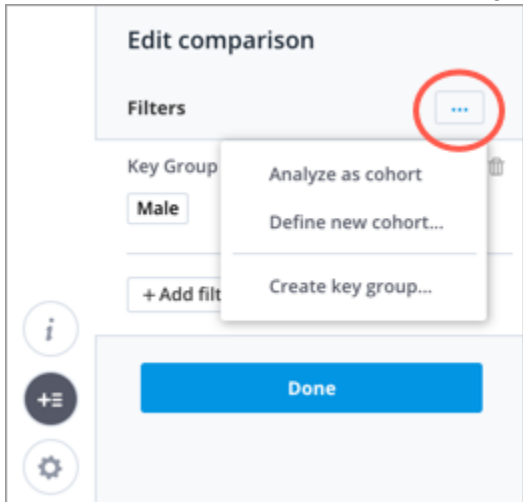 Edit comparison
Filters
...
Key Group
Male
Analyze as cohort
Define new cohort...
Create key group...
+ Add filt
i
Done